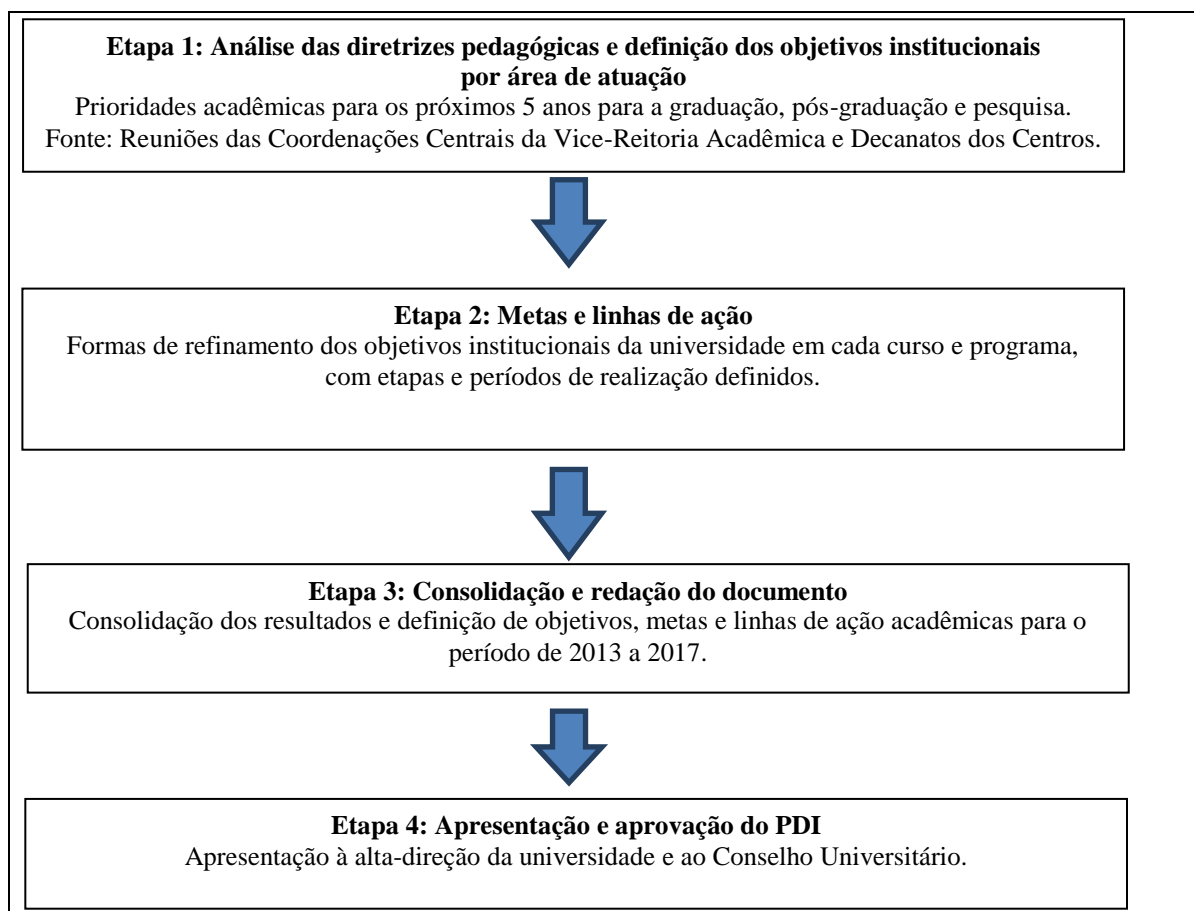 Etapa 1: Análise das diretrizes pedagógicas e definição dos objetivos institucionais
por área de atuação
Prioridades acadêmicas para os próximos 5 anos para a graduação, pós-graduação e pesquisa.
Fonte: Reuniões das Coordenações Centrais da Vice-Reitoria Acadêmica e Decanatos dos Centros.
Etapa 2: Metas e linhas de ação
Formas de refinamento dos objetivos institucionais da universidade em cada curso e programa,
com etapas e períodos de realização definidos.
Etapa 3: Consolidação e redação do documento
Consolidação dos resultados e definição de objetivos, metas e linhas de ação acadêmicas para o
período de 2013 a 2017.
Etapa 4: Apresentação e aprovação do PDI
Apresentação à alta-direção da universidade e ao Conselho Universitário.